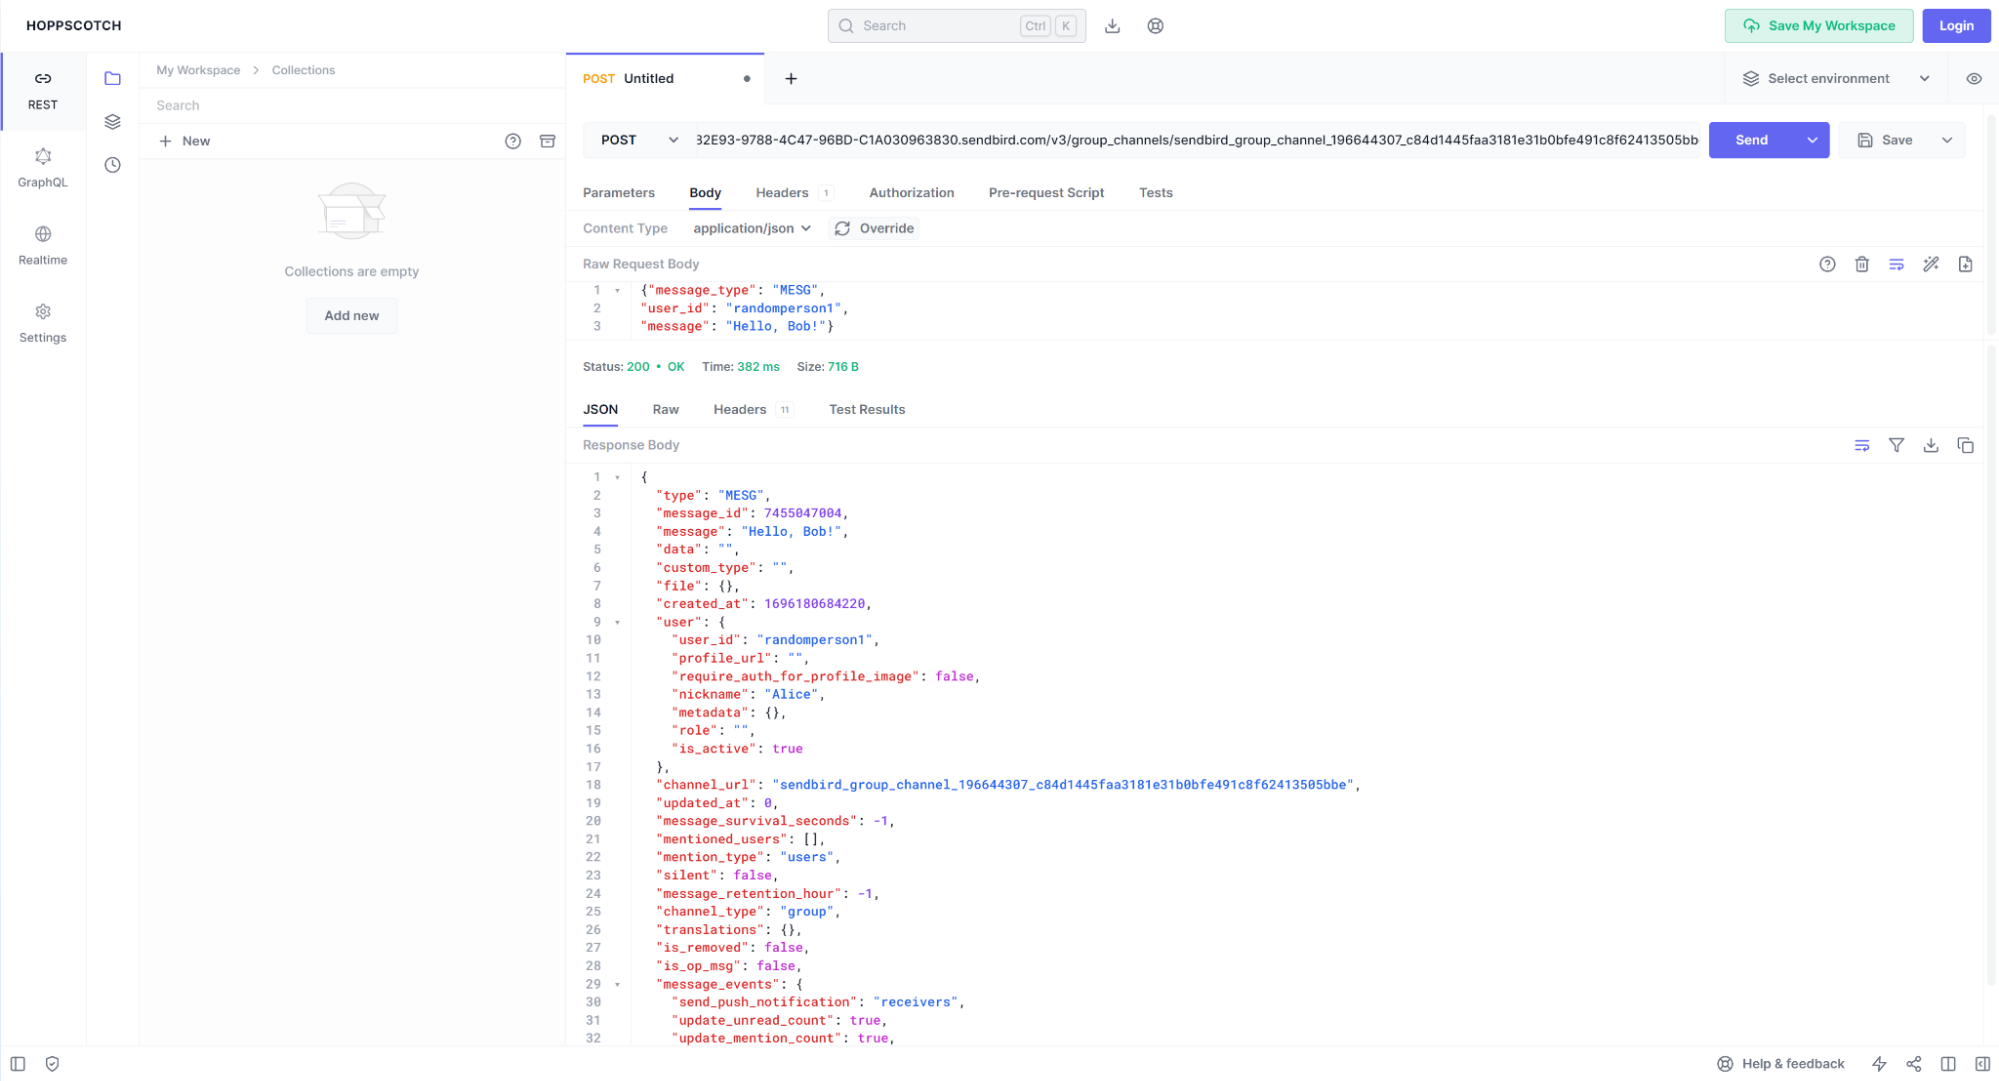 HOPPSCOTCH
Search Ctrl K
Save My Workspace
Login
REST
GraphQL
Realtime
Settings
My Workspace > Collections
Search
+ New
Collections are empty
Add new
POST Untitled
Select environment
POST 32E93-9788-4C47-96BD-C1A030963830.sendbird.com/v3/group_channels/sendbird_group_channel_196644307_c84d1445faa3181e31b0bfe491c8f62413505bb
Send
Save
Parameters Body Headers 1 Authorization Pre-request Script Tests
Content Type application/json Override
Raw Request Body
1 {"message_type": "MESG",
2 "user_id": "randomperson1",
3 "message": "Hello, Bob!"}
Status: 200 • OK Time: 382 ms Size: 716 B
JSON Raw Headers 11 Test Results
Response Body
1 {
2 "type": "MESG",
3 "message_id": 7455047004,
4 "message": "Hello, Bob!",
5 "data": "",
6 "custom_type": "",
7 "file": {},
8 "created_at": 1696180684220,
9 "user": {
10 "user_id": "randomperson1",
11 "profile_url": "",
12 "require_auth_for_profile_image": false,
13 "nickname": "Alice",
14 "metadata": {},
15 "role": "",
16 "is_active": true
17 },
18 "channel_url": "sendbird_group_channel_196644307_c84d1445faa3181e31b0bfe491c8f62413505bbe",
19 "updated_at": 0,
20 "message_survival_seconds": -1,
21 "mentioned_users": [],
22 "mention_type": "users",
23 "silent": false,
24 "message_retention_hour": -1,
25 "channel_type": "group",
26 "translations": {},
27 "is_removed": false,
28 "is_op_msg": false,
29 "message_events": {
30 "send_push_notification": "receivers",
31 "update_unread_count": true,
32 "update_mention_count": true,
Help & feedback